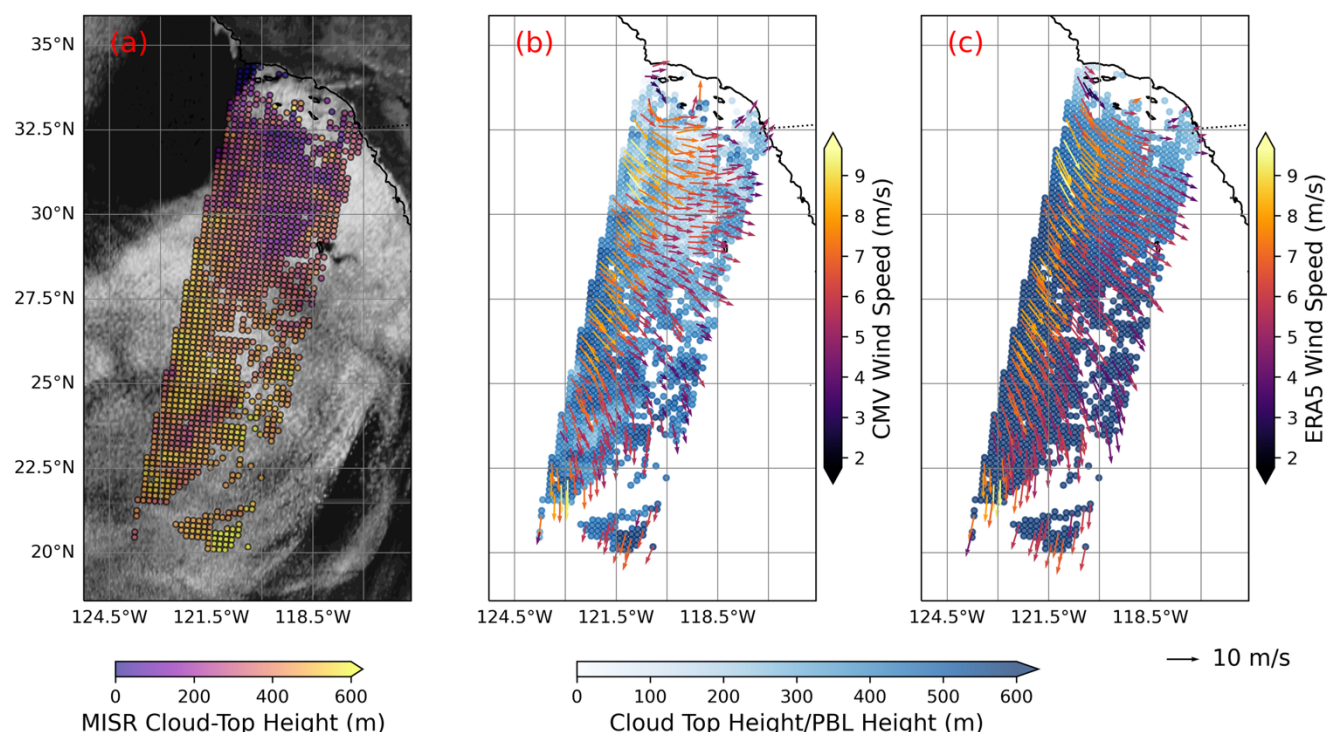 (a)
(b)
(c)
35°N
32.5°N
30°N
27.5°N
25°N
22.5°N
20°N
124.5°W 121.5°W 118.5°W
9
8
7
6
5
4
3
2
CMV Wind Speed (m/s)
124.5°W 121.5°W 118.5°W
9
8
7
6
5
4
3
2
ERA5 Wind Speed (m/s)
124.5°W 121.5°W 118.5°W
0 200 400 600
MISR Cloud-Top Height (m)
0 100 200 300 400 500 600
Cloud Top Height/PBL Height (m)
10 m/s